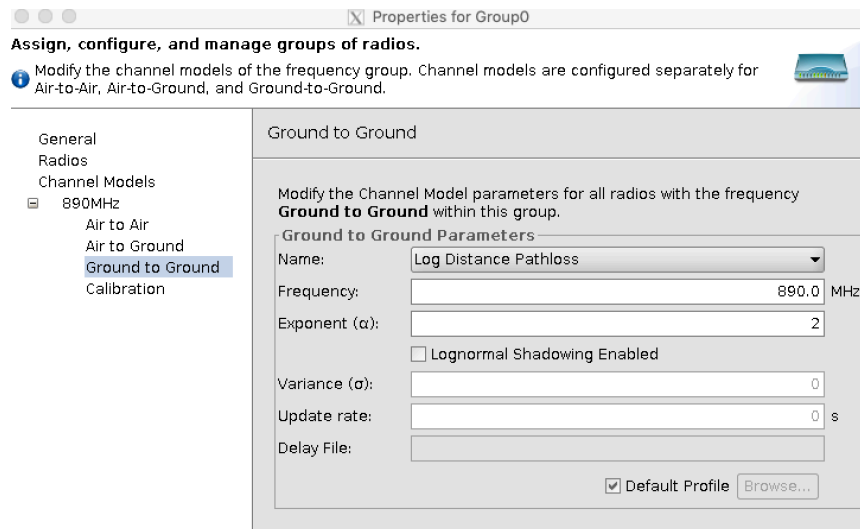 Properties for Group0
Assign, configure, and manage groups of radios.
Modify the channel models of the frequency group. Channel models are configured separately for
Air-to-Air, Air-to-Ground, and Ground-to-Ground.
General
Radios
Channel Models
890MHz
Air to Air
Air to Ground
Ground to Ground
Calibration
Ground to Ground
Modify the Channel Model parameters for all radios with the frequency
Ground to Ground within this group.
Ground to Ground Parameters
Name: Log Distance Pathloss
Frequency: 890.0 MHz
Exponent (α): 2
Lognormal Shadowing Enabled
Variance (σ): 0
Update rate: 0 s
Delay File:
Default Profile Browse...